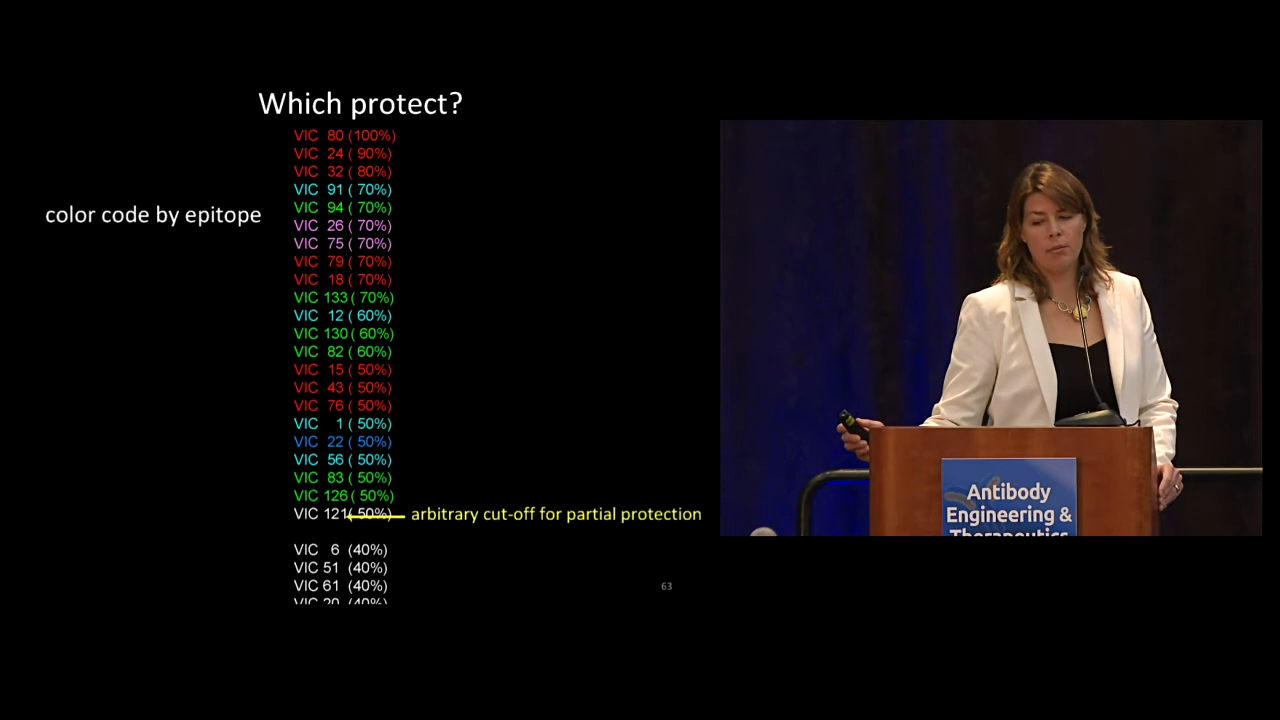 Which protect?
color code by epitope
VIC 80 (100%)
VIC 24 ( 90%)
VIC 32 ( 80%)
VIC 91 ( 70%)
VIC 94 ( 70%)
VIC 26 ( 70%)
VIC 75 ( 70%)
VIC 79 ( 70%)
VIC 18 ( 70%)
VIC 133 ( 70%)
VIC 12 ( 60%)
VIC 130 ( 60%)
VIC 82 ( 60%)
VIC 15 ( 50%)
VIC 43 ( 50%)
VIC 76 ( 50%)
VIC 1 ( 50%)
VIC 22 ( 50%)
VIC 56 ( 50%)
VIC 83 ( 50%)
VIC 126 ( 50%)
VIC 121( 50%) arbitrary cut-off for partial protection
VIC 6 (40%)
VIC 51 (40%)
VIC 61 (40%)
VIC 20 (40%)
63
Antibody
Engineering &
Therapeutics